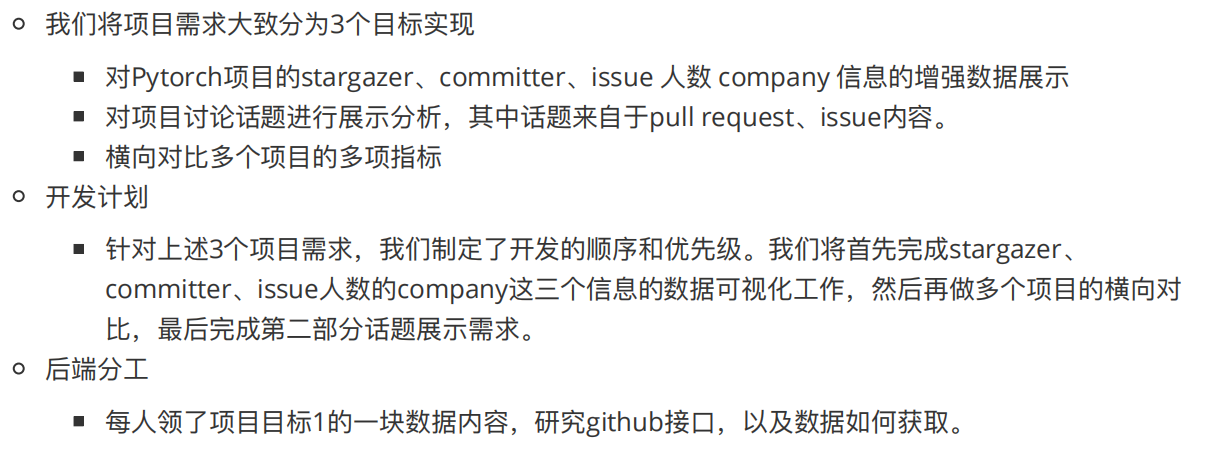 我们将项目需求大致分为3个目标实现
对Pytorch项目的stargazer、committer、issue 人数 company 信息的增强数据展示
对项目讨论话题进行展示分析，其中话题来自于pull request、issue内容。
横向对比多个项目的多项指标
开发计划
针对上述3个项目需求，我们制定了开发的顺序和优先级。我们将首先完成stargazer、
committer、issue人数的company这三个信息的数据可视化工作，然后再做多个项目的横向对
比，最后完成第二部分话题展示需求。
后端分工
每人领了项目目标1的一块数据内容，研究github接口，以及数据如何获取。